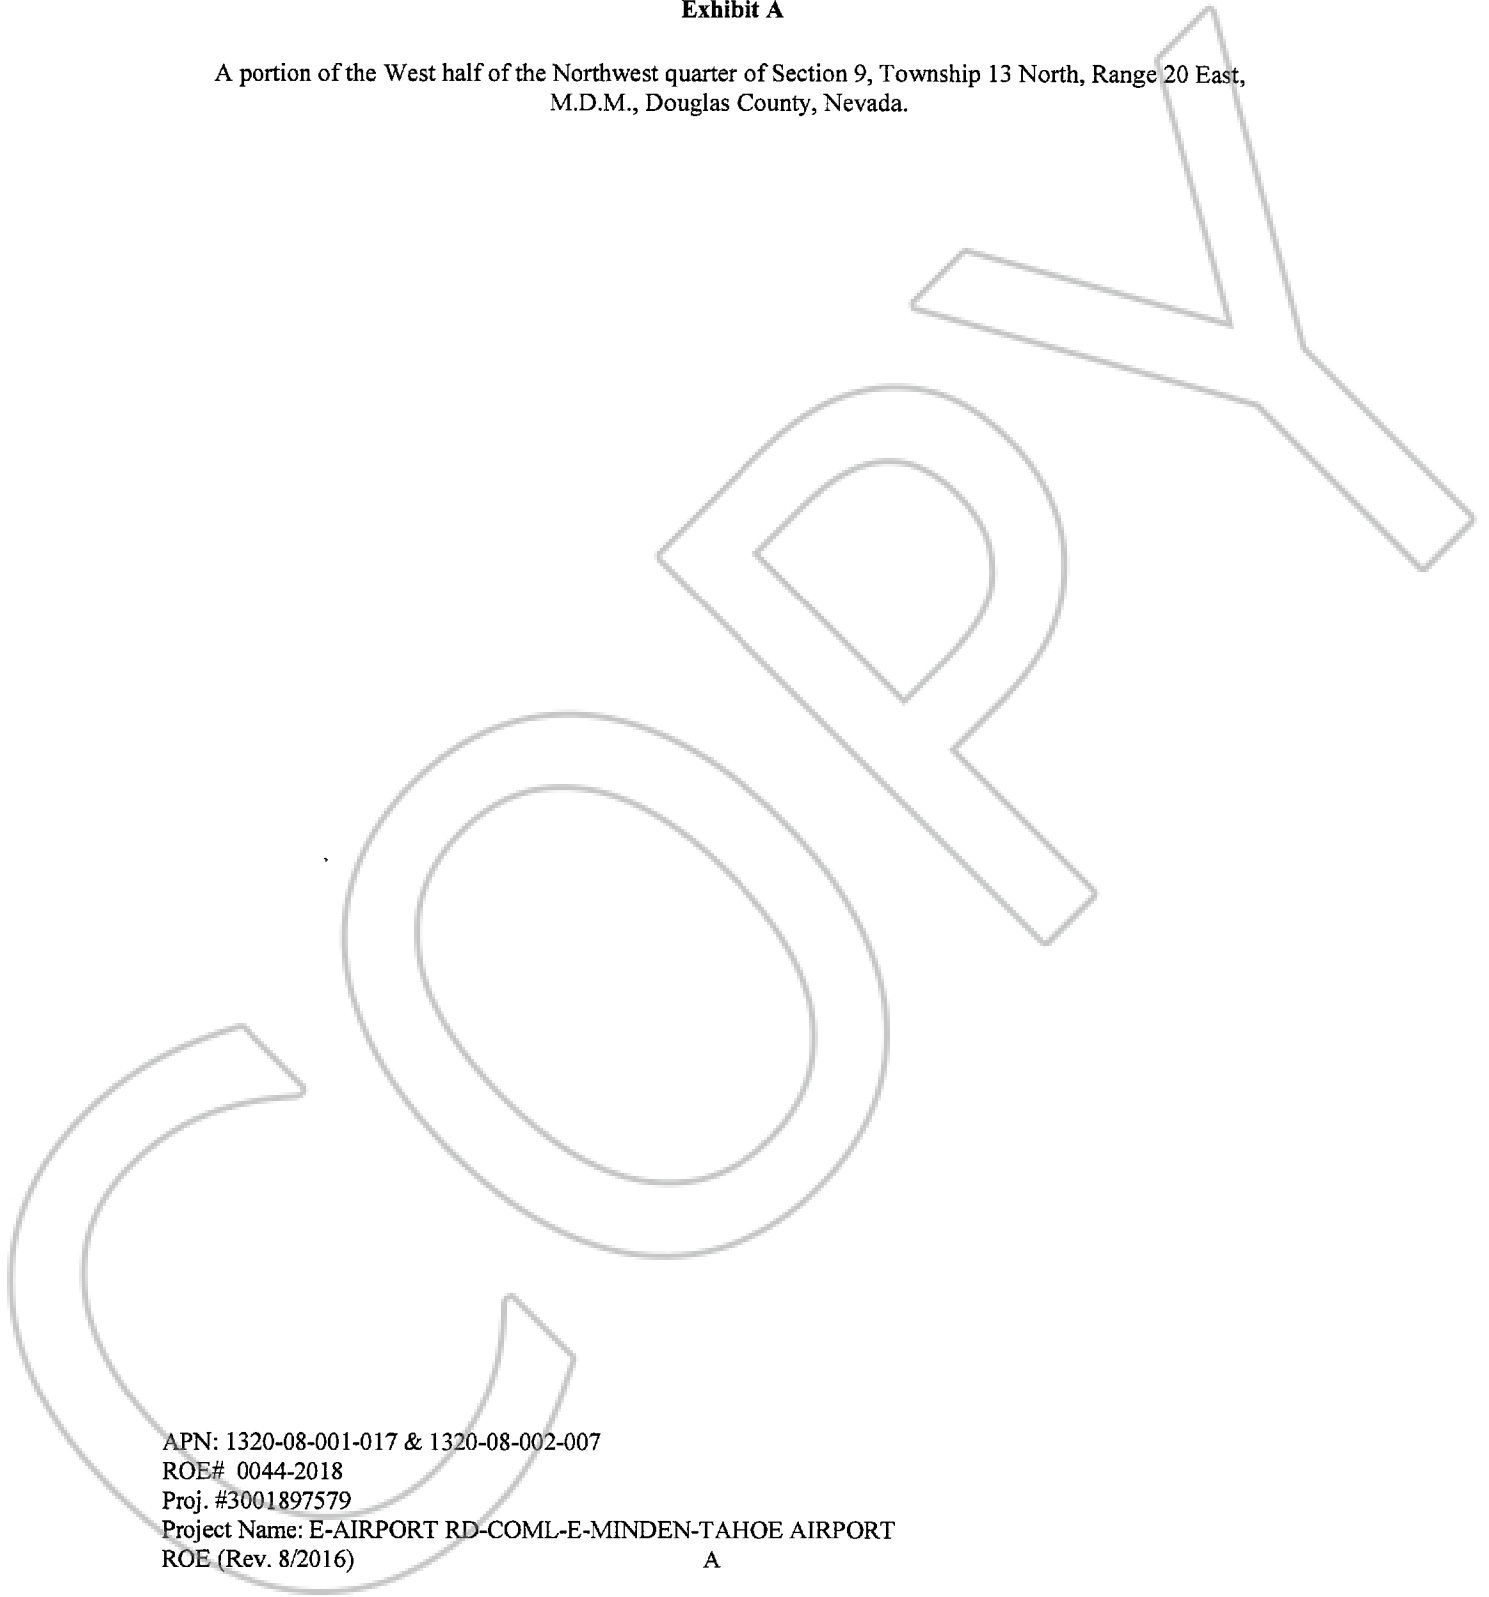 Exhibit A
A portion of the West half of the Northwest quarter of Section 9, Township 13 North, Range 20 East,
M.D.M., Douglas County, Nevada.
COPY
APN: 1320-08-001-017 & 1320-08-002-007
ROE#  0044-2018
Proj. #3001897579
Project Name: E-AIRPORT RD-COML-E-MINDEN-TAHOE AIRPORT
ROE (Rev. 8/2016) A